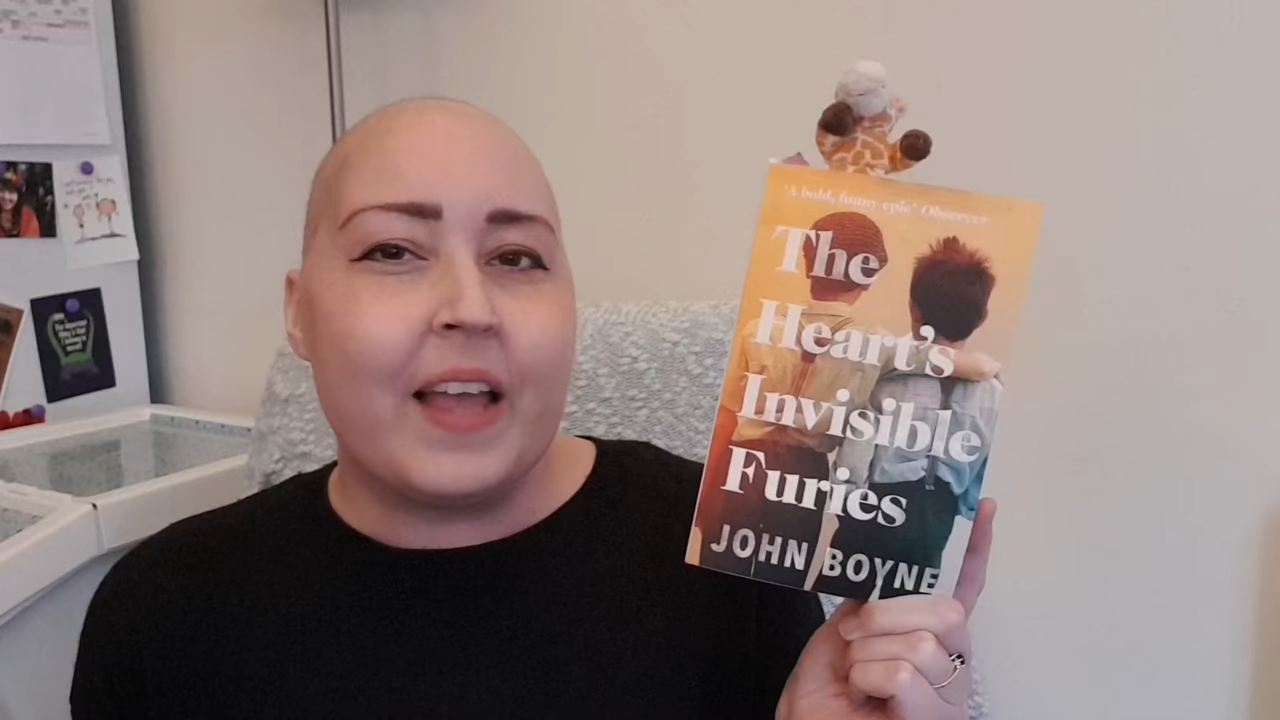 'A bold, funny epic' Observer
The
Heart's
Invisible
Furies
JOHN BOYNE